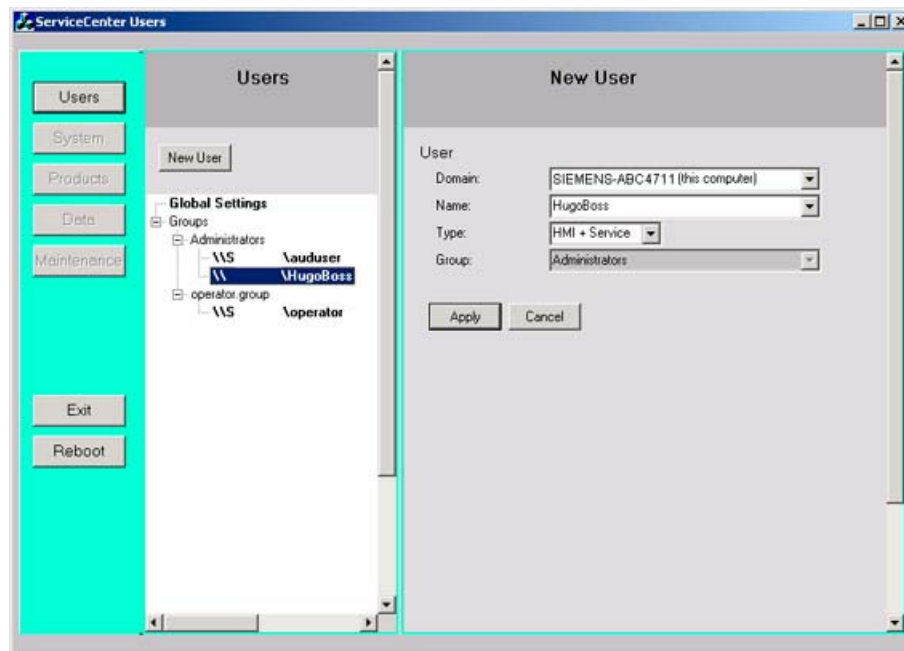 ServiceCenter Users
Users
System
Products
Data
Maintenance
Exit
Reboot
Users
New User
Global Settings
Groups
Administrators
\\S \auduser
\\ \HugoBoss
operator.group
\\S \operator
New User
User
Domain: SIEMENS-ABC4711 (this computer)
Name: HugoBoss
Type: HMI + Service
Group: Administrators
Apply Cancel